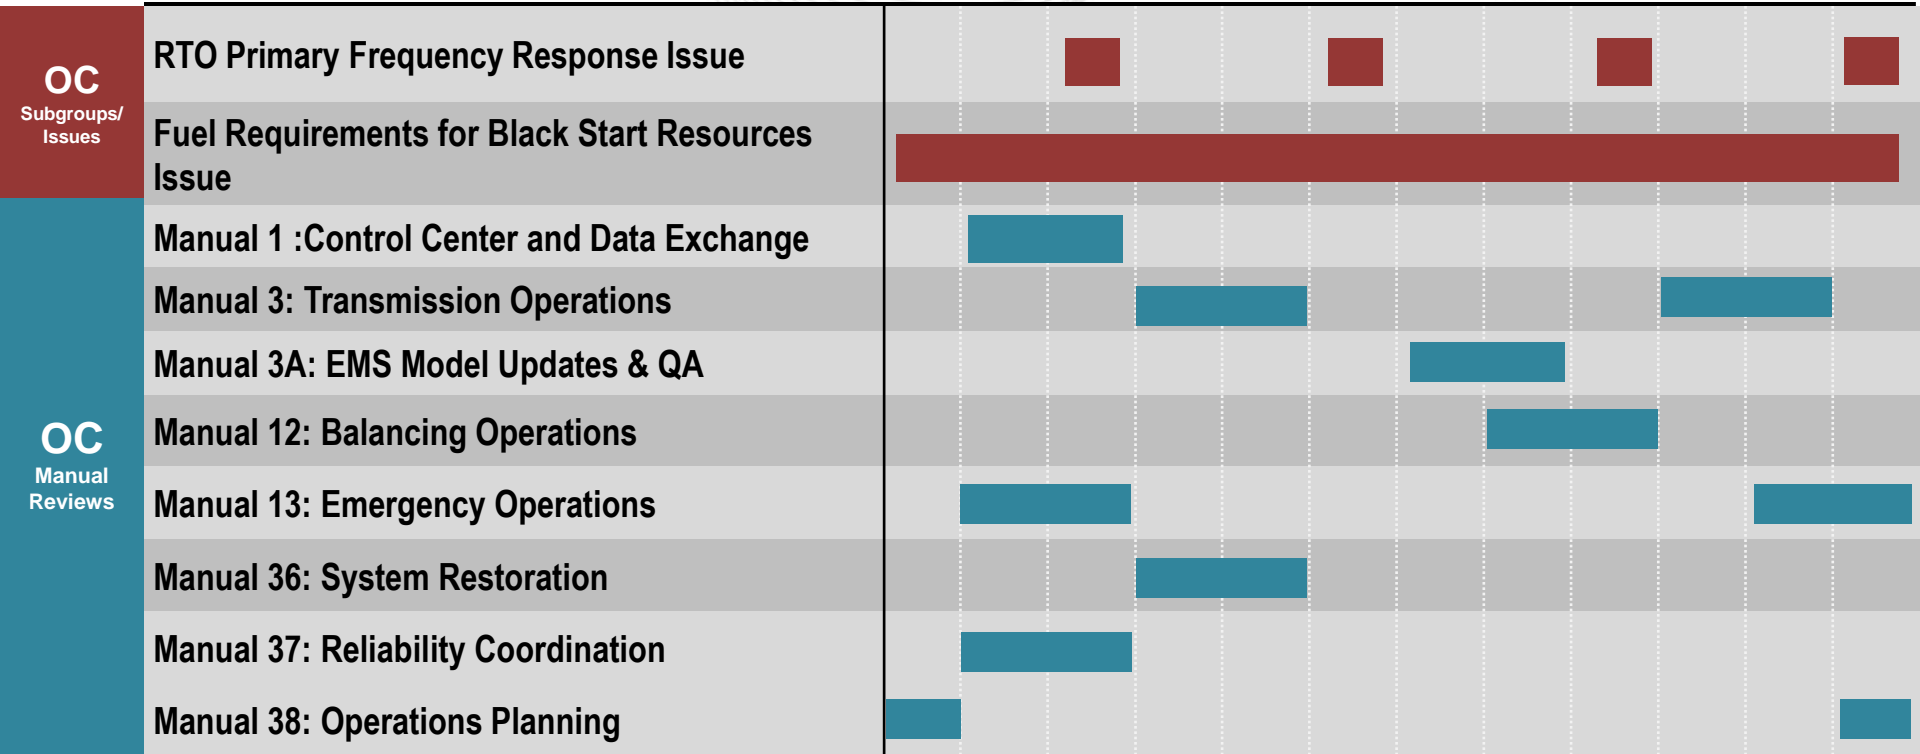 OC
Subgroups/
Issues
RTO Primary Frequency Response Issue
Fuel Requirements for Black Start Resources
Issue
OC
Manual
Reviews
Manual 1 :Control Center and Data Exchange
Manual 3: Transmission Operations
Manual 3A: EMS Model Updates & QA
Manual 12: Balancing Operations
Manual 13: Emergency Operations
Manual 36: System Restoration
Manual 37: Reliability Coordination
Manual 38: Operations Planning